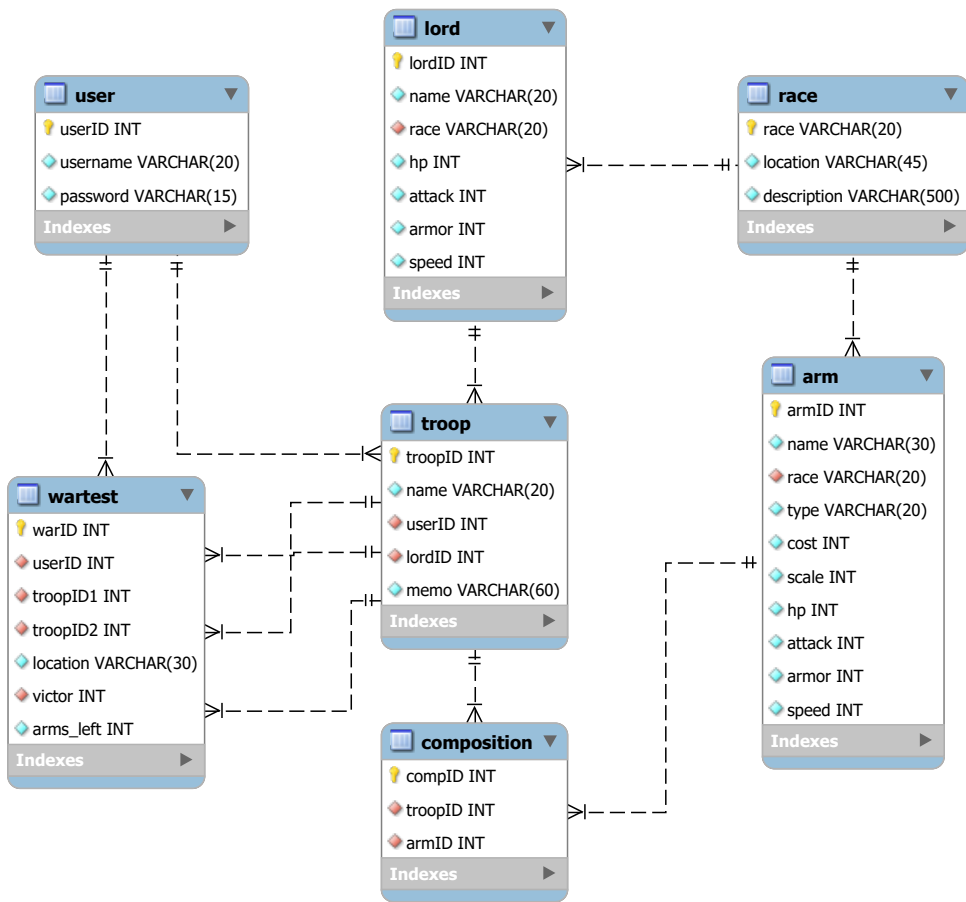 user
userID INT
username VARCHAR(20)
password VARCHAR(15)
Indexes
lord
lordID INT
name VARCHAR(20)
race VARCHAR(20)
hp INT
attack INT
armor INT
speed INT
Indexes
race
race VARCHAR(20)
location VARCHAR(45)
description VARCHAR(500)
Indexes
wartest
warID INT
userID INT
troopID1 INT
troopID2 INT
location VARCHAR(30)
victor INT
arms_left INT
Indexes
troop
troopID INT
name VARCHAR(20)
userID INT
lordID INT
memo VARCHAR(60)
Indexes
arm
armID INT
name VARCHAR(30)
race VARCHAR(20)
type VARCHAR(20)
cost INT
scale INT
hp INT
attack INT
armor INT
speed INT
Indexes
composition
compID INT
troopID INT
armID INT
Indexes